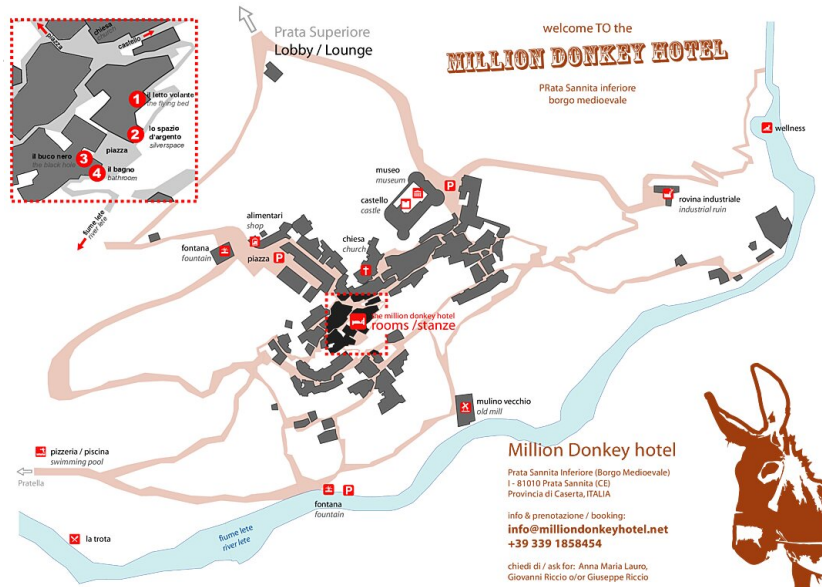 Prata Superiore
Lobby / Lounge
welcome TO the
MILLION DONKEY HOTEL
PRata Sannita inferiore
borgo medioevale
piazza
chiesa
church
castello
1
il letto volante
the flying bed
2
lo spazio
d'argento
silverspace
piazza
il buco nero
the black hole
3
4
il bagno
bathroom
fiume lete
river lete
wellness
museo
museum
castello
castle
P
rovina industriale
industrial ruin
alimentari
shop
fontana
fountain
piazza
P
chiesa
church
the million donkey hotel
rooms /stanze
mulino vecchio
old mill
pizzeria / piscina
swimming pool
Pratella
P
fontana
fountain
fiume lete
river lete
la trota
Million Donkey hotel
Prata Sannita Inferiore (Borgo Medioevale)
I - 81010 Prata Sannita (CE)
Provincia di Caserta, ITALIA
info & prenotazione / booking:
info@milliondonkeyhotel.net
+39 339 1858454
chiedi di / ask for: Anna Maria Lauro,
Giovanni Riccio o/or Giuseppe Riccio